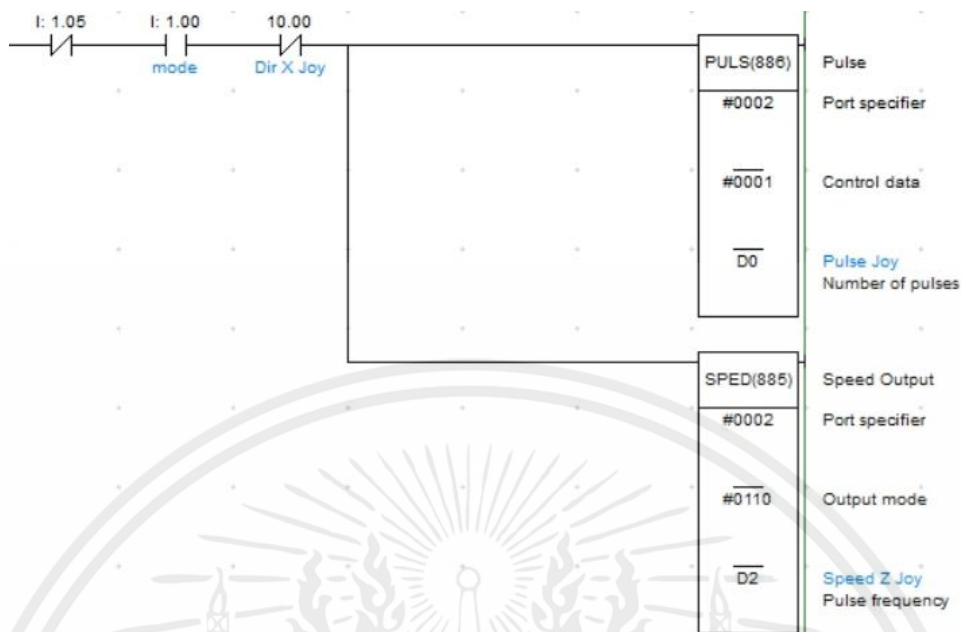 I: 1.05 I: 1.00 10.00
mode Dir X Joy
PULS(886) Pulse
#0002 Port specifier
#0001 Control data
D0 Pulse Joy
Number of pulses
SPED(885) Speed Output
#0002 Port specifier
#0110 Output mode
D2 Speed Z Joy
Pulse frequency